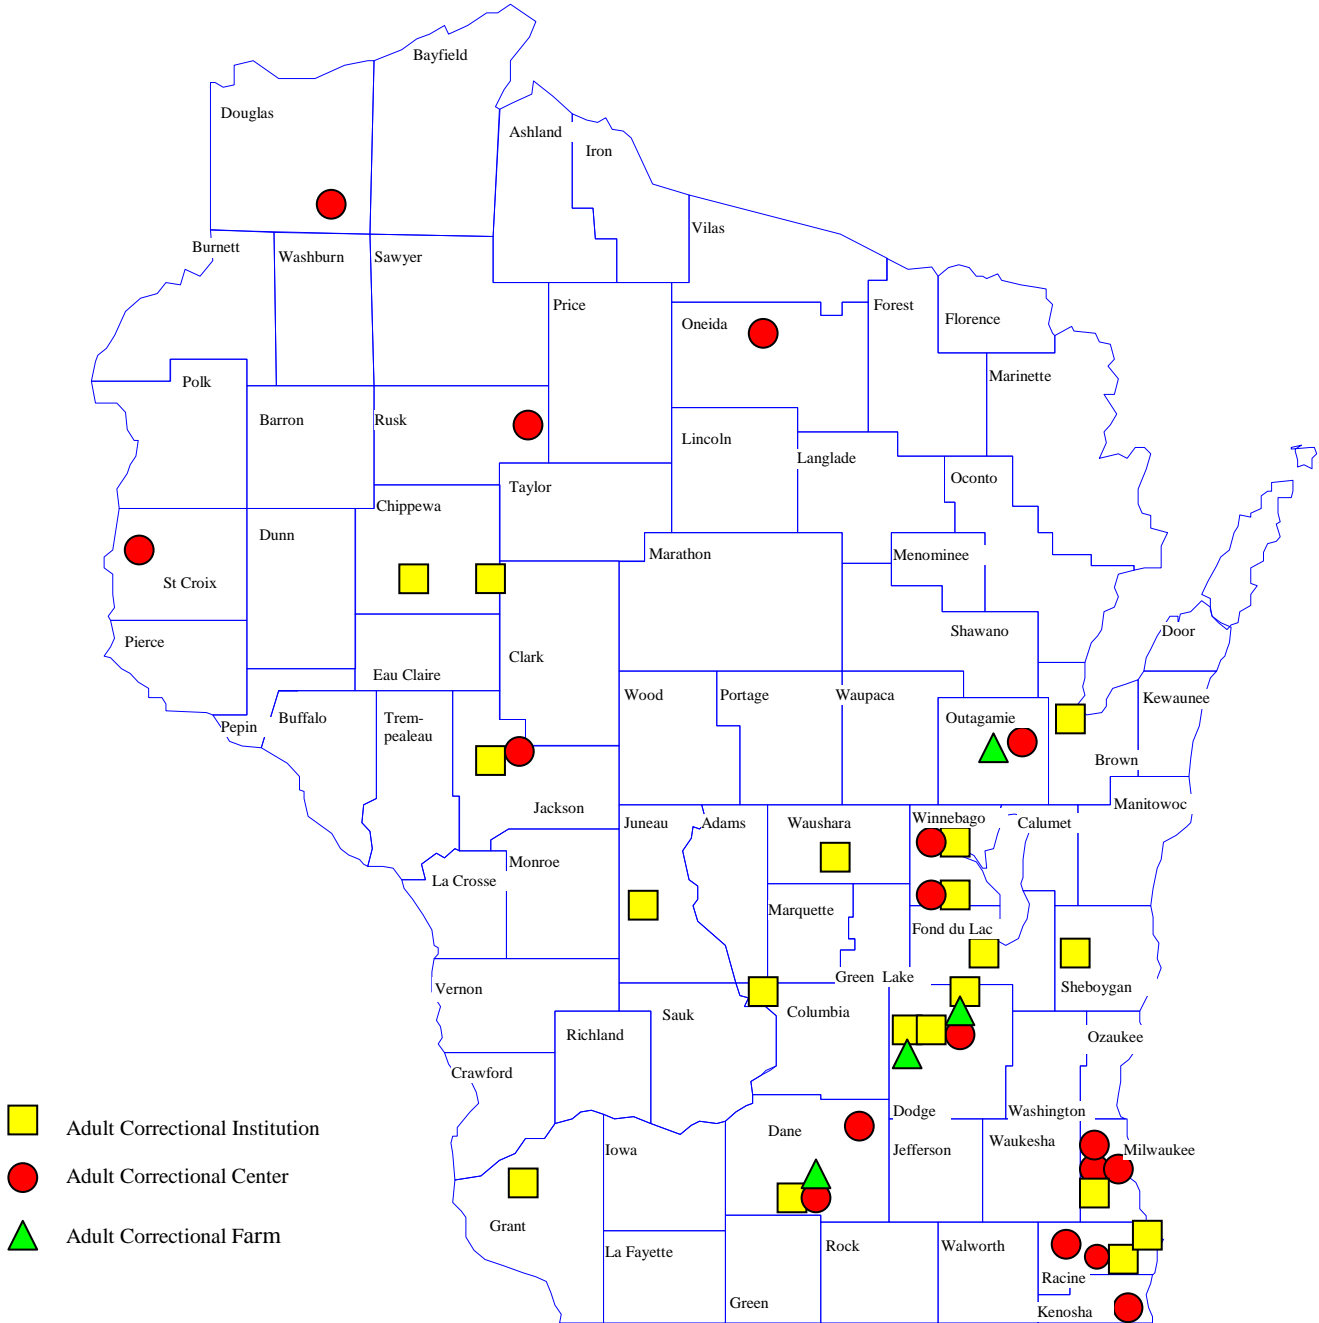 Bayfield
Douglas
Ashland
Iron
Vilas
Burnett
Washburn
Sawyer
Price
Forest
Oneida
Florence
Marinette
Polk
Barron
Rusk
Lincoln
Langlade
Oconto
Taylor
Chippewa
Dunn
Marathon
Menominee
St Croix
Shawano
Door
Pierce
Clark
Eau Claire
Wood
Portage
Waupaca
Kewaunee
Pepin
Buffalo
Trem-
pealeau
Outagamie
Brown
Manitowoc
Jackson
Juneau
Adams
Waushara
Winnebago
Calumet
Monroe
La Crosse
Marquette
Fond du Lac
Green Lake
Vernon
Sheboygan
Sauk
Columbia
Richland
Ozaukee
Crawford
Dodge
Washington
Adult Correctional Institution
Dane
Iowa
Jefferson
Waukesha
Milwaukee
Adult Correctional Center
Grant
Adult Correctional Farm
La Fayette
Rock
Walworth
Racine
Green
Kenosha